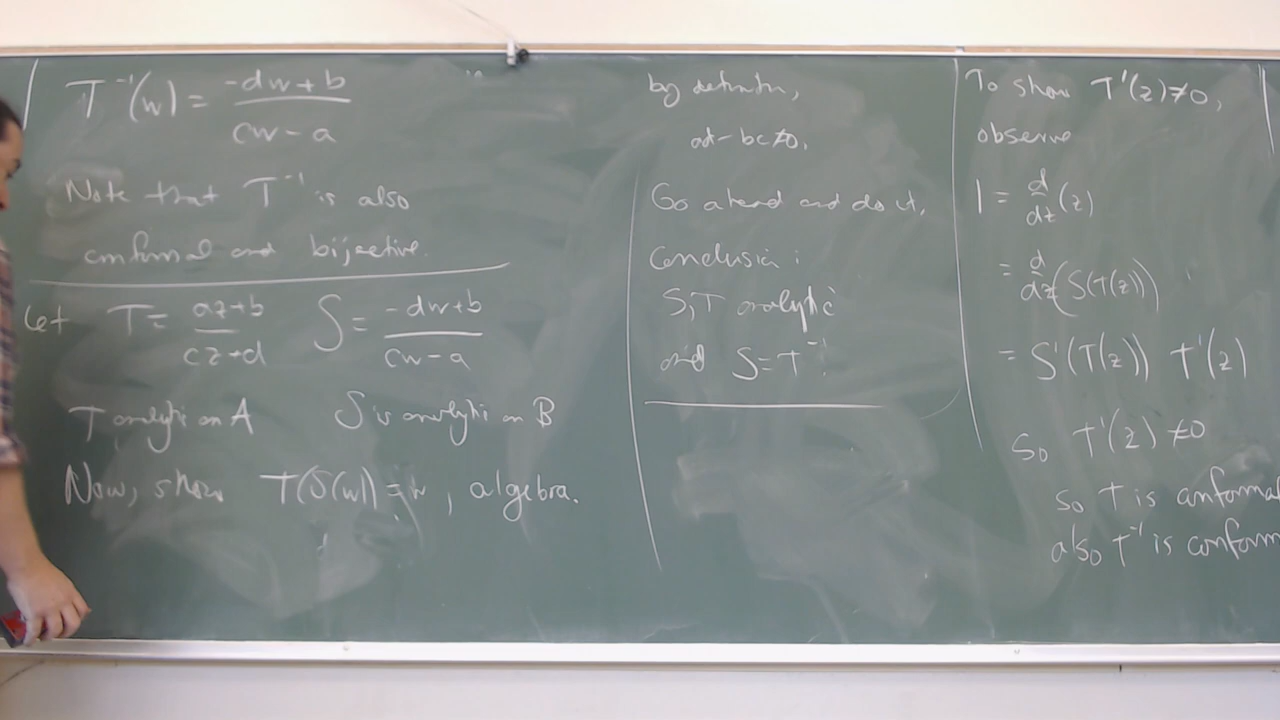 T⁻¹(w) = (-dw+b)/(cw-a)
Note that T⁻¹ is also
conformal and bijective.
Let T = (az+b)/(cz+d) S = (-dw+b)/(cw-a)
T analytic on A S is analytic on B
Now, show T(S(w)) = w, algebra.
by definition,
ad-bc≠0.
Go ahead and do it.
Conclusion:
S,T analytic
and S=T⁻¹.
To show T'(z)≠0,
observe
1 = d/dz (z)
= d/dz (S(T(z)))
= S'(T(z)) T'(z)
So T'(z) ≠0
so T is conformal
also T⁻¹ is conform